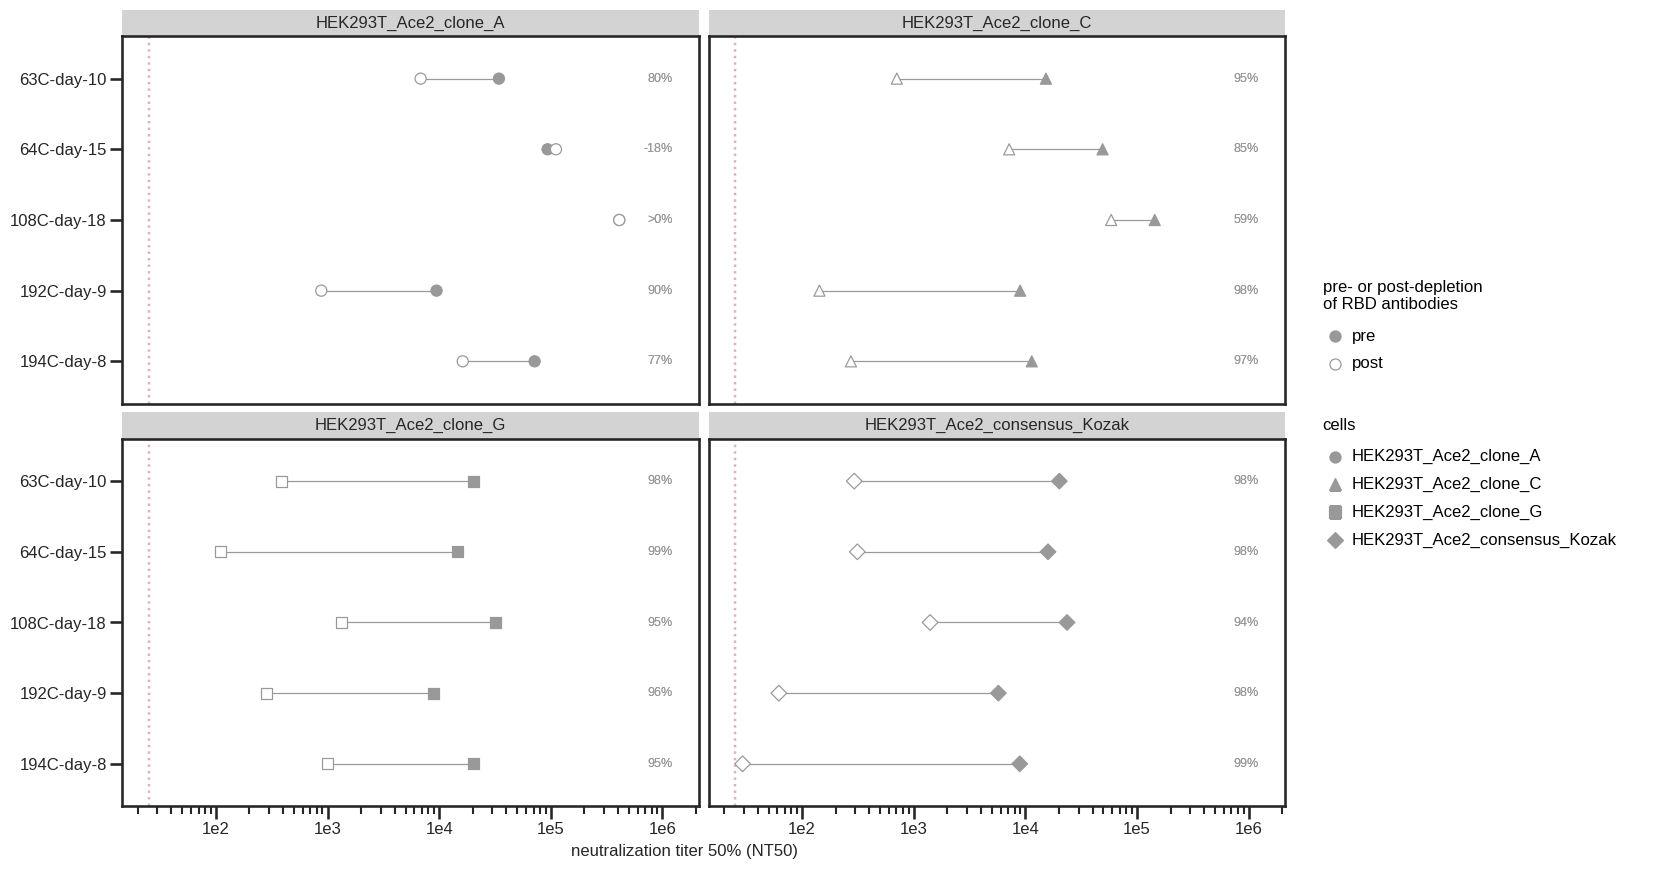 HEK293T_Ace2_clone_A
HEK293T_Ace2_clone_C
63C-day-10
80%
95%
64C-day-15
-18%
85%
108C-day-18
>0%
59%
192C-day-9
90%
98%
194C-day-8
77%
97%
HEK293T_Ace2_clone_G
HEK293T_Ace2_consensus_Kozak
63C-day-10
98%
98%
64C-day-15
99%
98%
108C-day-18
95%
94%
192C-day-9
96%
98%
194C-day-8
95%
99%
1e2
1e3
1e4
1e5
1e6
1e2
1e3
1e4
1e5
1e6
neutralization titer 50% (NT50)
pre- or post-depletion
of RBD antibodies
pre
post
cells
HEK293T_Ace2_clone_A
HEK293T_Ace2_clone_C
HEK293T_Ace2_clone_G
HEK293T_Ace2_consensus_Kozak